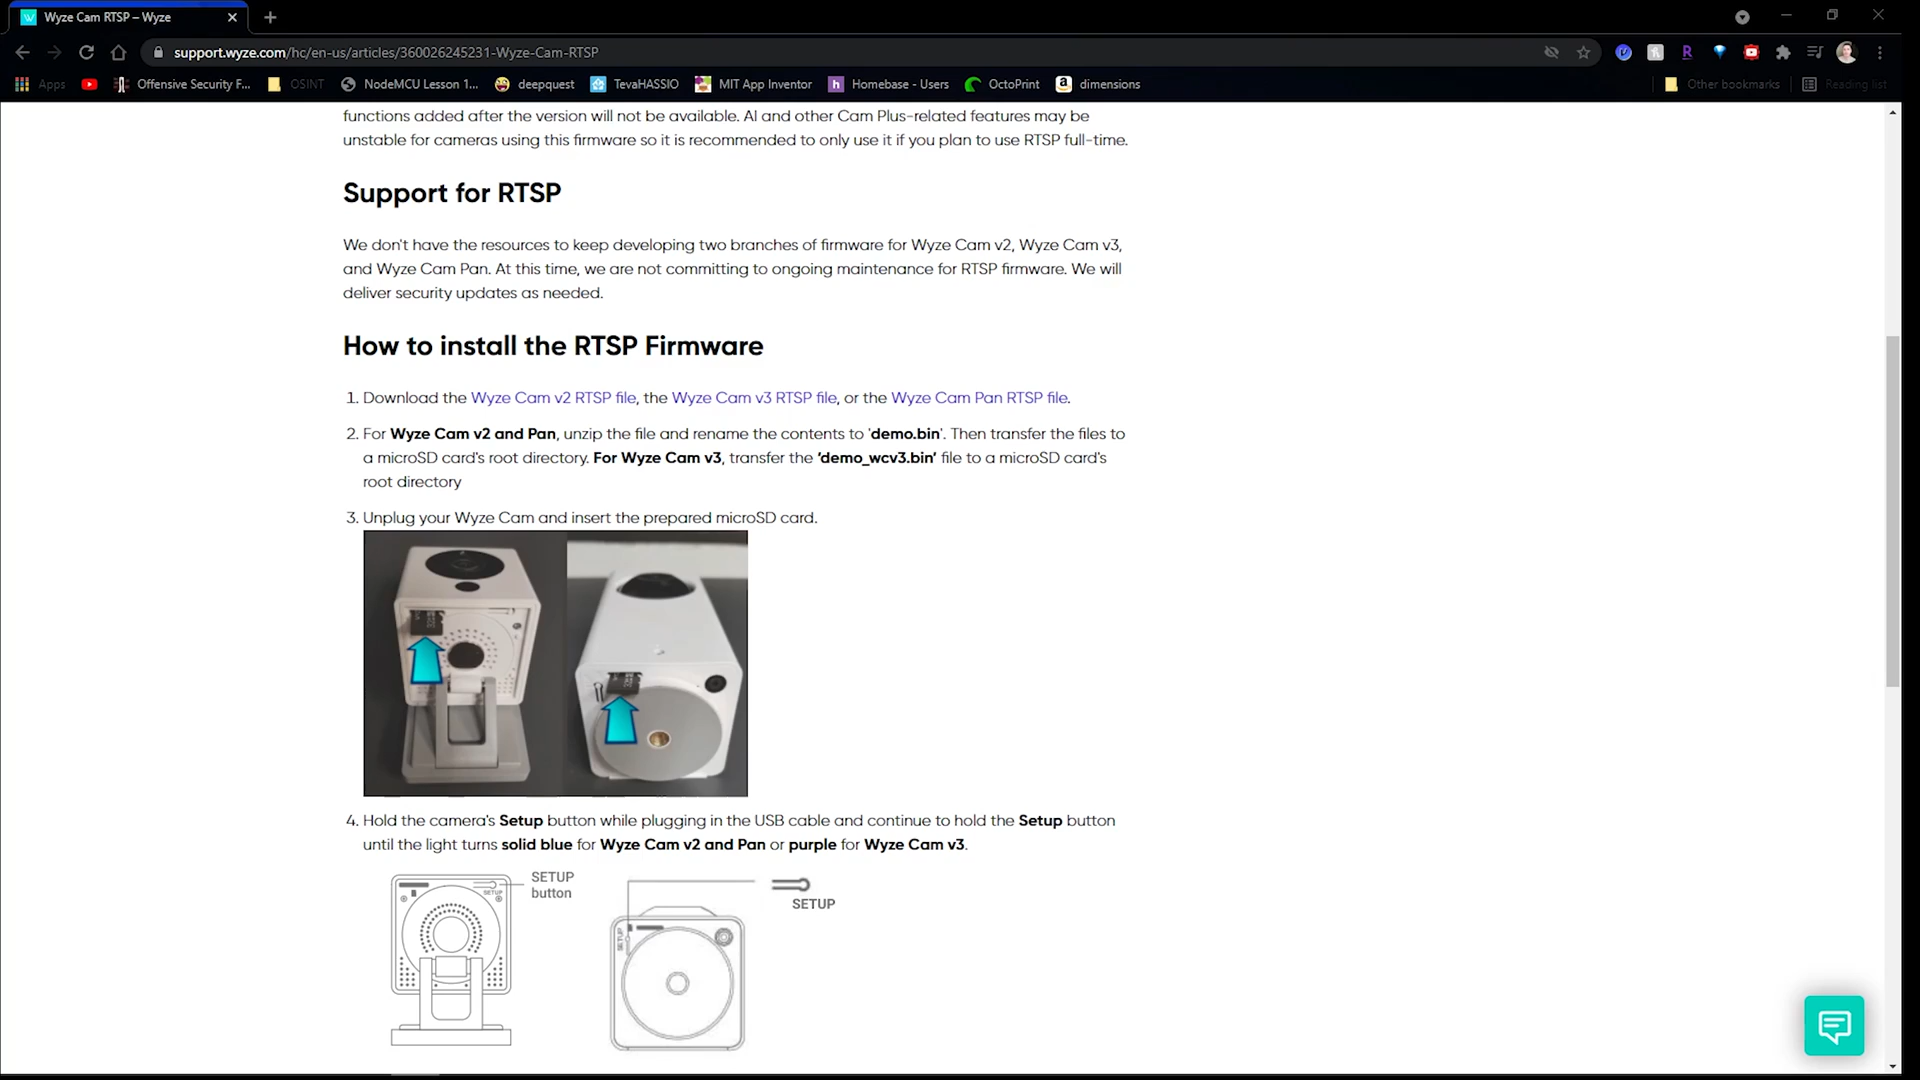 Wyze Cam RTSP – Wyze
support.wyze.com/hc/en-us/articles/360026245231-Wyze-Cam-RTSP
Apps
Offensive Security F...
OSINT
NodeMCU Lesson 1...
deepquest
TevaHASSIO
MIT App Inventor
Homebase - Users
OctoPrint
dimensions
Other bookmarks
Reading list
functions added after the version will not be available. AI and other Cam Plus-related features may be
unstable for cameras using this firmware so it is recommended to only use it if you plan to use RTSP full-time.
Support for RTSP
We don't have the resources to keep developing two branches of firmware for Wyze Cam v2, Wyze Cam v3,
and Wyze Cam Pan. At this time, we are not committing to ongoing maintenance for RTSP firmware. We will
deliver security updates as needed.
How to install the RTSP Firmware
1. Download the Wyze Cam v2 RTSP file, the Wyze Cam v3 RTSP file, or the Wyze Cam Pan RTSP file.
2. For Wyze Cam v2 and Pan, unzip the file and rename the contents to 'demo.bin'. Then transfer the files to
a microSD card's root directory. For Wyze Cam v3, transfer the ‘demo_wcv3.bin’ file to a microSD card's
root directory
3. Unplug your Wyze Cam and insert the prepared microSD card.
4. Hold the camera's Setup button while plugging in the USB cable and continue to hold the Setup button
until the light turns solid blue for Wyze Cam v2 and Pan or purple for Wyze Cam v3.
SETUP
button
SETUP
SETUP
SETUP